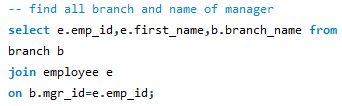 -- find all branch and name of manager
select e.emp_id,e.first_name,b.branch_name from
branch b
join employee e
on b.mgr_id=e.emp_id;